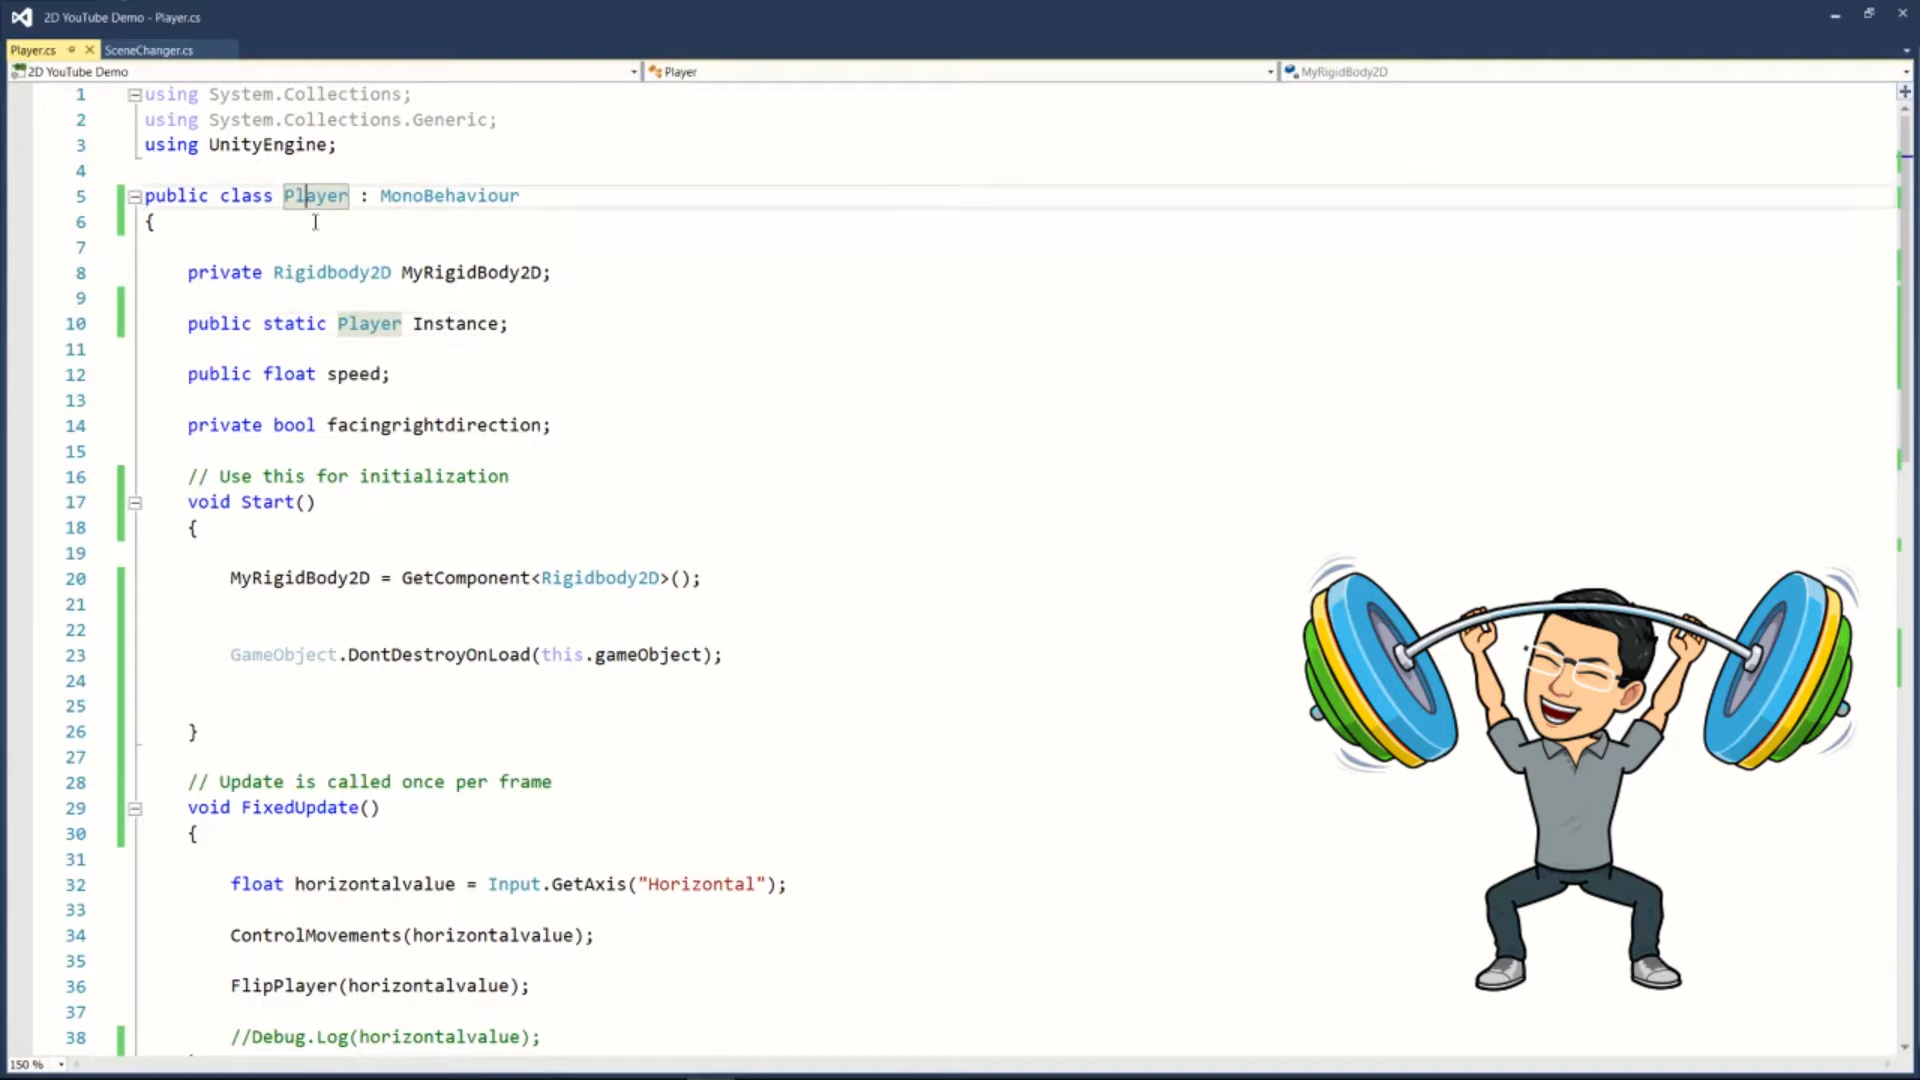 2D YouTube Demo - Player.cs
Player.cs SceneChanger.cs
2D YouTube Demo Player MyRigidBody2D
1 using System.Collections;
2 using System.Collections.Generic;
3 using UnityEngine;
4
5 public class Player : MonoBehaviour
6 {
7
8 private Rigidbody2D MyRigidBody2D;
9
10 public static Player Instance;
11
12 public float speed;
13
14 private bool facingrightdirection;
15
16 // Use this for initialization
17 void Start()
18 {
19
20 MyRigidBody2D = GetComponent<Rigidbody2D>();
21
22
23 GameObject.DontDestroyOnLoad(this.gameObject);
24
25
26 }
27
28 // Update is called once per frame
29 void FixedUpdate()
30 {
31
32 float horizontalvalue = Input.GetAxis("Horizontal");
33
34 ControlMovements(horizontalvalue);
35
36 FlipPlayer(horizontalvalue);
37
38 //Debug.Log(horizontalvalue);
150 %